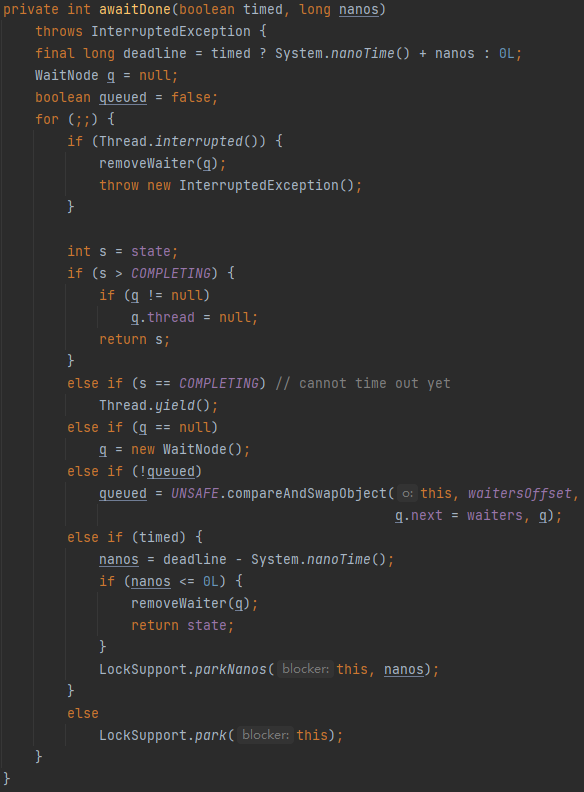 private int awaitDone(boolean timed, long nanos)
    throws InterruptedException {
    final long deadline = timed ? System.nanoTime() + nanos : 0L;
    WaitNode q = null;
    boolean queued = false;
    for (;;) {
        if (Thread.interrupted()) {
            removeWaiter(q);
            throw new InterruptedException();
        }

        int s = state;
        if (s > COMPLETING) {
            if (q != null)
                q.thread = null;
            return s;
        }
        else if (s == COMPLETING) // cannot time out yet
            Thread.yield();
        else if (q == null)
            q = new WaitNode();
        else if (!queued)
            queued = UNSAFE.compareAndSwapObject( o: this, waitersOffset,
                                                 q.next = waiters, q);
        else if (timed) {
            nanos = deadline - System.nanoTime();
            if (nanos <= 0L) {
                removeWaiter(q);
                return state;
            }
            LockSupport.parkNanos( blocker: this, nanos);
        }
        else
            LockSupport.park( blocker: this);
    }
}